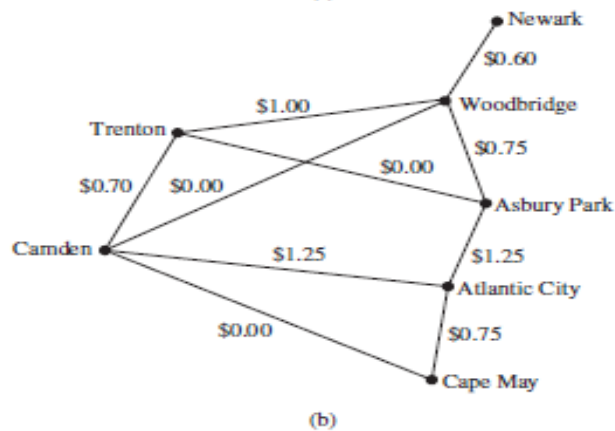 Newark
$0.60
$1.00
Woodbridge
Trenton
$0.75
$0.00
$0.70
$0.00
Asbury Park
Camden
$1.25
$1.25
Atlantic City
$0.00
$0.75
Cape May
(b)